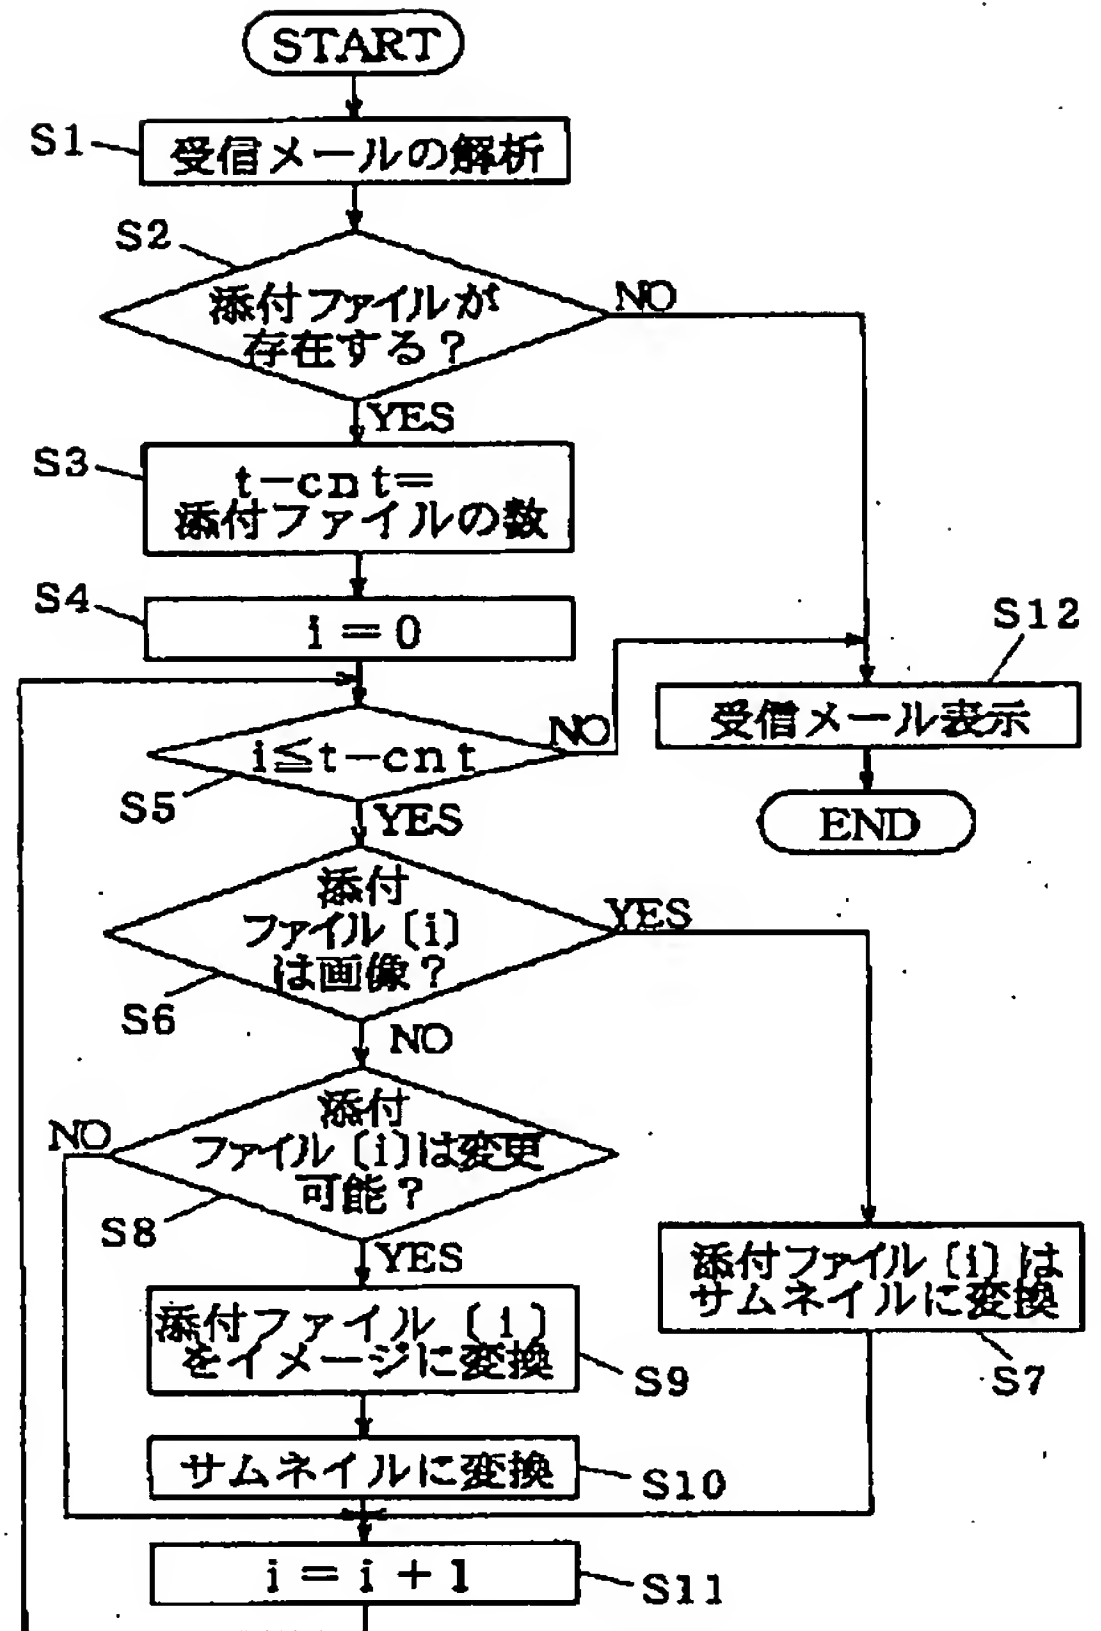 START
S1
受信メールの解析
S2
添付ファイルが
存在する?
NO
YES
S3
t-cnt=
添付ファイルの数
S4
i=0
S12
受信メール表示
END
S5
i≦t-cnt
NO
YES
S6
添付
ファイル〔i〕
は画像?
YES
NO
S8
添付
ファイル〔i〕は変更
可能?
NO
YES
S7
添付ファイル〔i〕は
サムネイルに変換
S9
添付ファイル〔i〕
をイメージに変換
S10
サムネイルに変換
S11
i=i+1